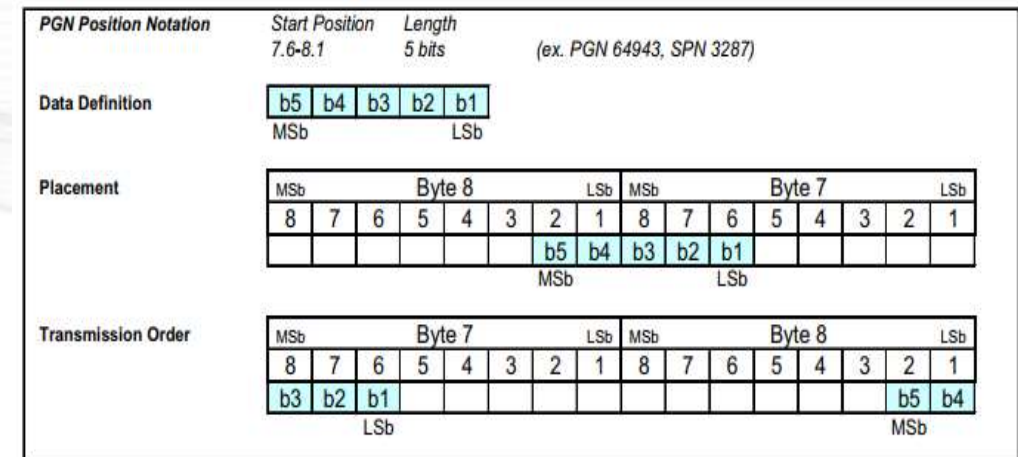 PGN Position Notation Start Position Length
7.6-8.1 5 bits (ex. PGN 64943, SPN 3287)
Data Definition b5 b4 b3 b2 b1
MSb LSb
Placement MSb Byte 8 LSb MSb Byte 7 LSb
8 7 6 5 4 3 2 1 8 7 6 5 4 3 2 1
b5 b4 b3 b2 b1
MSb LSb
Transmission Order MSb Byte 7 LSb MSb Byte 8 LSb
8 7 6 5 4 3 2 1 8 7 6 5 4 3 2 1
b3 b2 b1 b5 b4
LSb MSb